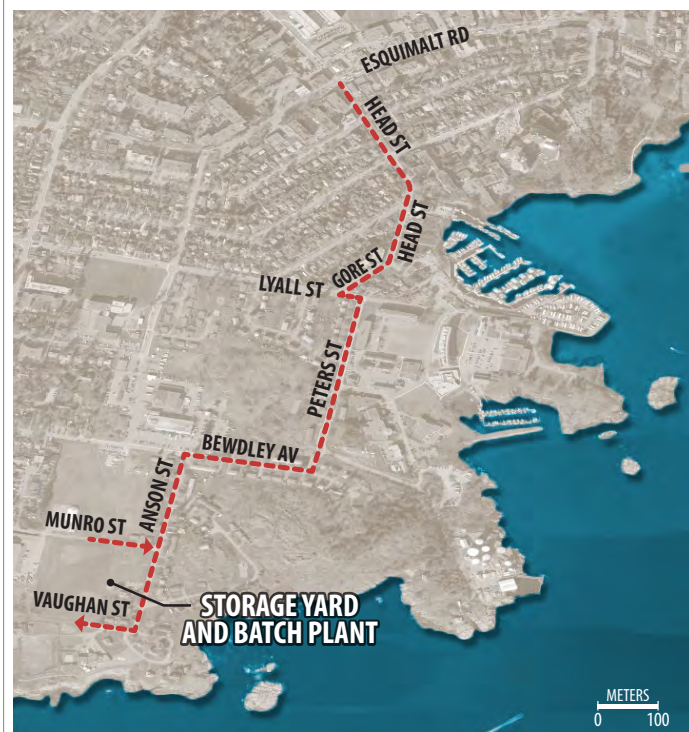 ESQUIMALT RD
HEAD ST
HEAD ST
GORE ST
LYALL ST
PETERS ST
BEWDLEY AV
ANSON ST
MUNRO ST
VAUGHAN ST
STORAGE YARD
AND BATCH PLANT
METERS
0 100